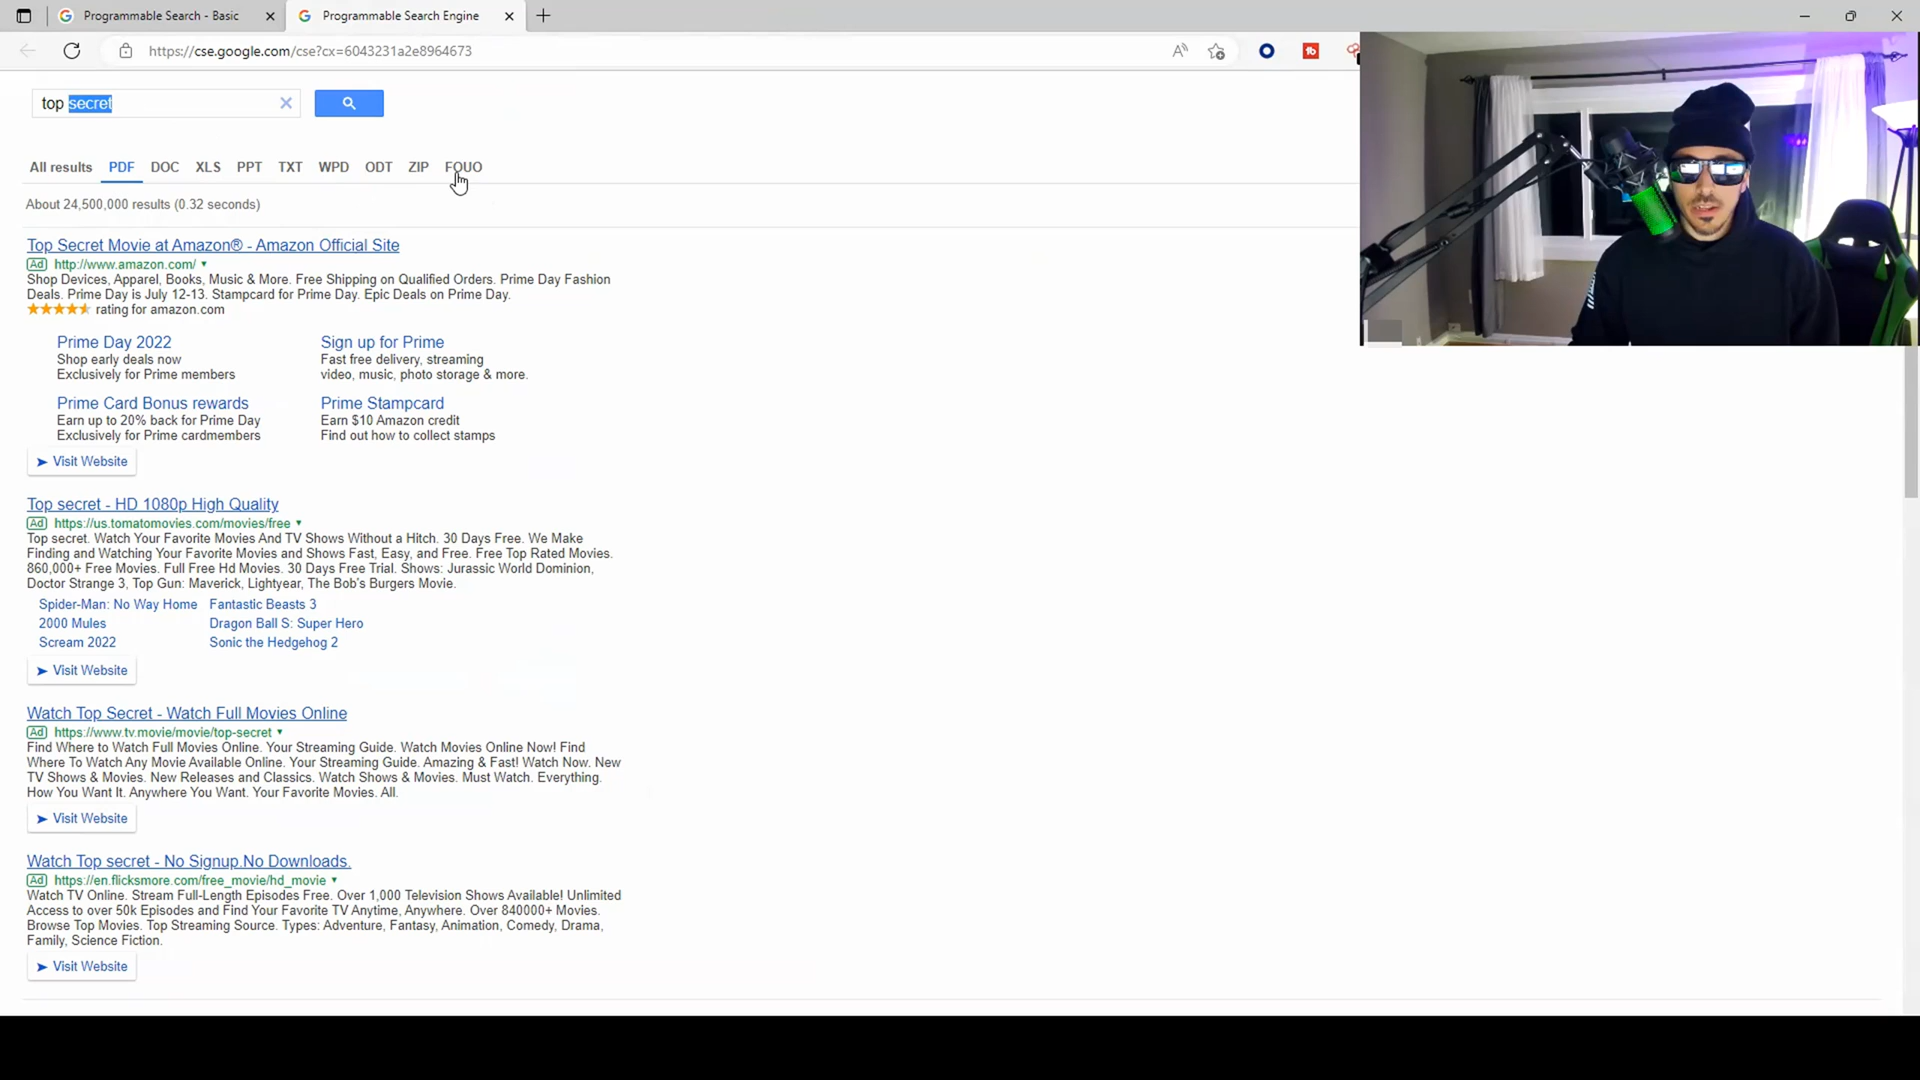 Programmable Search - Basic
Programmable Search Engine
https://cse.google.com/cse?cx=6043231a2e8964673
top secret
All results PDF DOC XLS PPT TXT WPD ODT ZIP FOUO
About 24,500,000 results (0.32 seconds)
Top Secret Movie at Amazon® - Amazon Official Site
Ad http://www.amazon.com/
Shop Devices, Apparel, Books, Music & More. Free Shipping on Qualified Orders. Prime Day Fashion
Deals. Prime Day is July 12-13. Stampcard for Prime Day. Epic Deals on Prime Day.
rating for amazon.com
Prime Day 2022
Shop early deals now
Exclusively for Prime members
Sign up for Prime
Fast free delivery, streaming
video, music, photo storage & more.
Prime Card Bonus rewards
Earn up to 20% back for Prime Day
Exclusively for Prime cardmembers
Prime Stampcard
Earn $10 Amazon credit
Find out how to collect stamps
Visit Website
Top secret - HD 1080p High Quality
Ad https://us.tomatomovies.com/movies/free
Top secret. Watch Your Favorite Movies And TV Shows Without a Hitch. 30 Days Free. We Make
Finding and Watching Your Favorite Movies and Shows Fast, Easy, and Free. Free Top Rated Movies.
860,000+ Free Movies. Full Free Hd Movies. 30 Days Free Trial. Shows: Jurassic World Dominion,
Doctor Strange 3, Top Gun: Maverick, Lightyear, The Bob's Burgers Movie.
Spider-Man: No Way Home Fantastic Beasts 3
2000 Mules Dragon Ball S: Super Hero
Scream 2022 Sonic the Hedgehog 2
Visit Website
Watch Top Secret - Watch Full Movies Online
Ad https://www.tv.movie/movie/top-secret
Find Where to Watch Full Movies Online. Your Streaming Guide. Watch Movies Online Now! Find
Where To Watch Any Movie Available Online. Your Streaming Guide. Amazing & Fast! Watch Now. New
TV Shows & Movies. New Releases and Classics. Watch Shows & Movies. Must Watch. Everything.
How You Want It. Anywhere You Want. Your Favorite Movies. All.
Visit Website
Watch Top secret - No Signup.No Downloads.
Ad https://en.flicksmore.com/free_movie/hd_movie
Watch TV Online. Stream Full-Length Episodes Free. Over 1,000 Television Shows Available! Unlimited
Access to over 50k Episodes and Find Your Favorite TV Anytime, Anywhere. Over 840000+ Movies.
Browse Top Movies. Top Streaming Source. Types: Adventure, Fantasy, Animation, Comedy, Drama,
Family, Science Fiction.
Visit Website